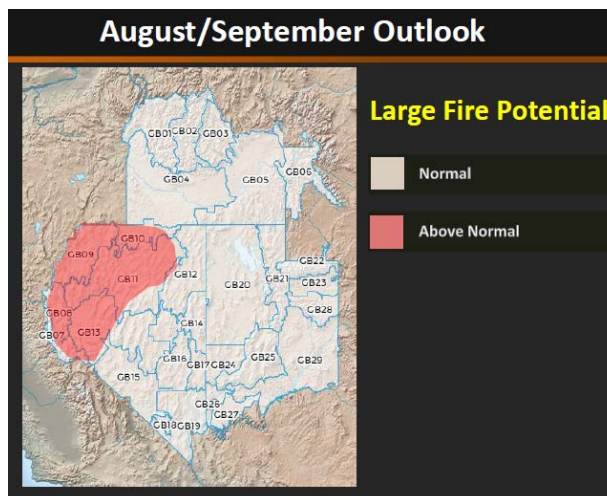 August/September Outlook
Large Fire Potential
Normal
Above Normal
GB01 GB02 GB03
GB04 GB05 GB06
GB09 GB10
GB11 GB12
GB08
GB07 GB13
GB20 GB21
GB22
GB23
GB28
GB14
GB15 GB16 GB17 GB24 GB25 GB29
GB26
GB27
GB18 GB19